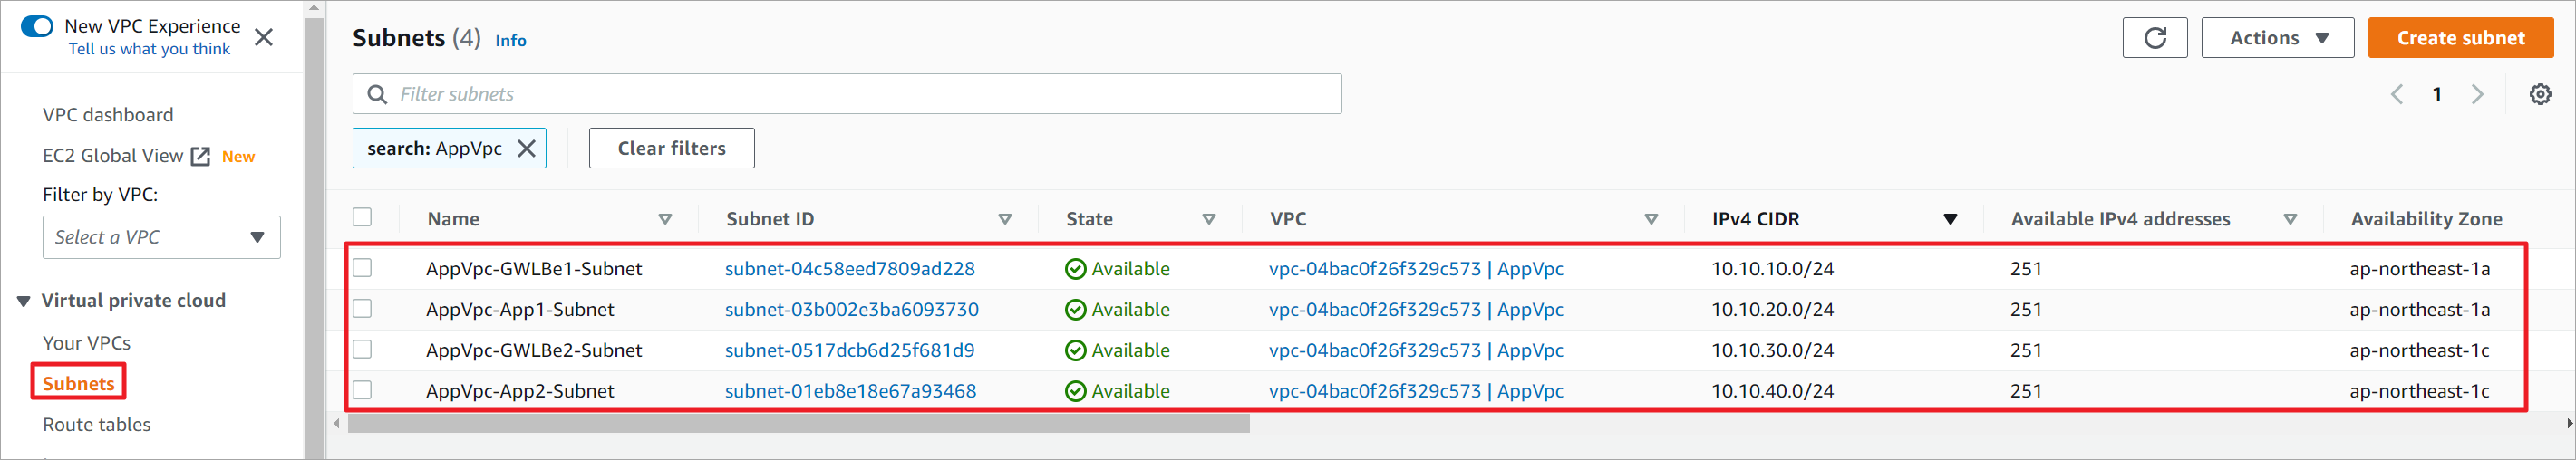 New VPC Experience
Tell us what you think
VPC dashboard
EC2 Global View New
Filter by VPC:
Select a VPC
Virtual private cloud
Your VPCs
Subnets
Route tables
Subnets (4) Info
Actions
Create subnet
Filter subnets
1
search: AppVpc
Clear filters
Name Subnet ID State VPC IPv4 CIDR Available IPv4 addresses Availability Zone
AppVpc-GWLBe1-Subnet subnet-04c58eed7809ad228 Available vpc-04bac0f26f329c573 | AppVpc 10.10.10.0/24 251 ap-northeast-1a
AppVpc-App1-Subnet subnet-03b002e3ba6093730 Available vpc-04bac0f26f329c573 | AppVpc 10.10.20.0/24 251 ap-northeast-1a
AppVpc-GWLBe2-Subnet subnet-0517dcb6d25f681d9 Available vpc-04bac0f26f329c573 | AppVpc 10.10.30.0/24 251 ap-northeast-1c
AppVpc-App2-Subnet subnet-01eb8e18e67a93468 Available vpc-04bac0f26f329c573 | AppVpc 10.10.40.0/24 251 ap-northeast-1c